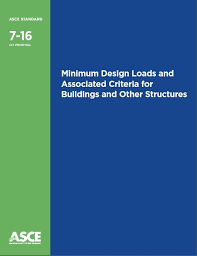 ASCE STANDARD
7-16
Minimum Design Loads and
Associated Criteria for
Buildings and Other Structures
ASCE